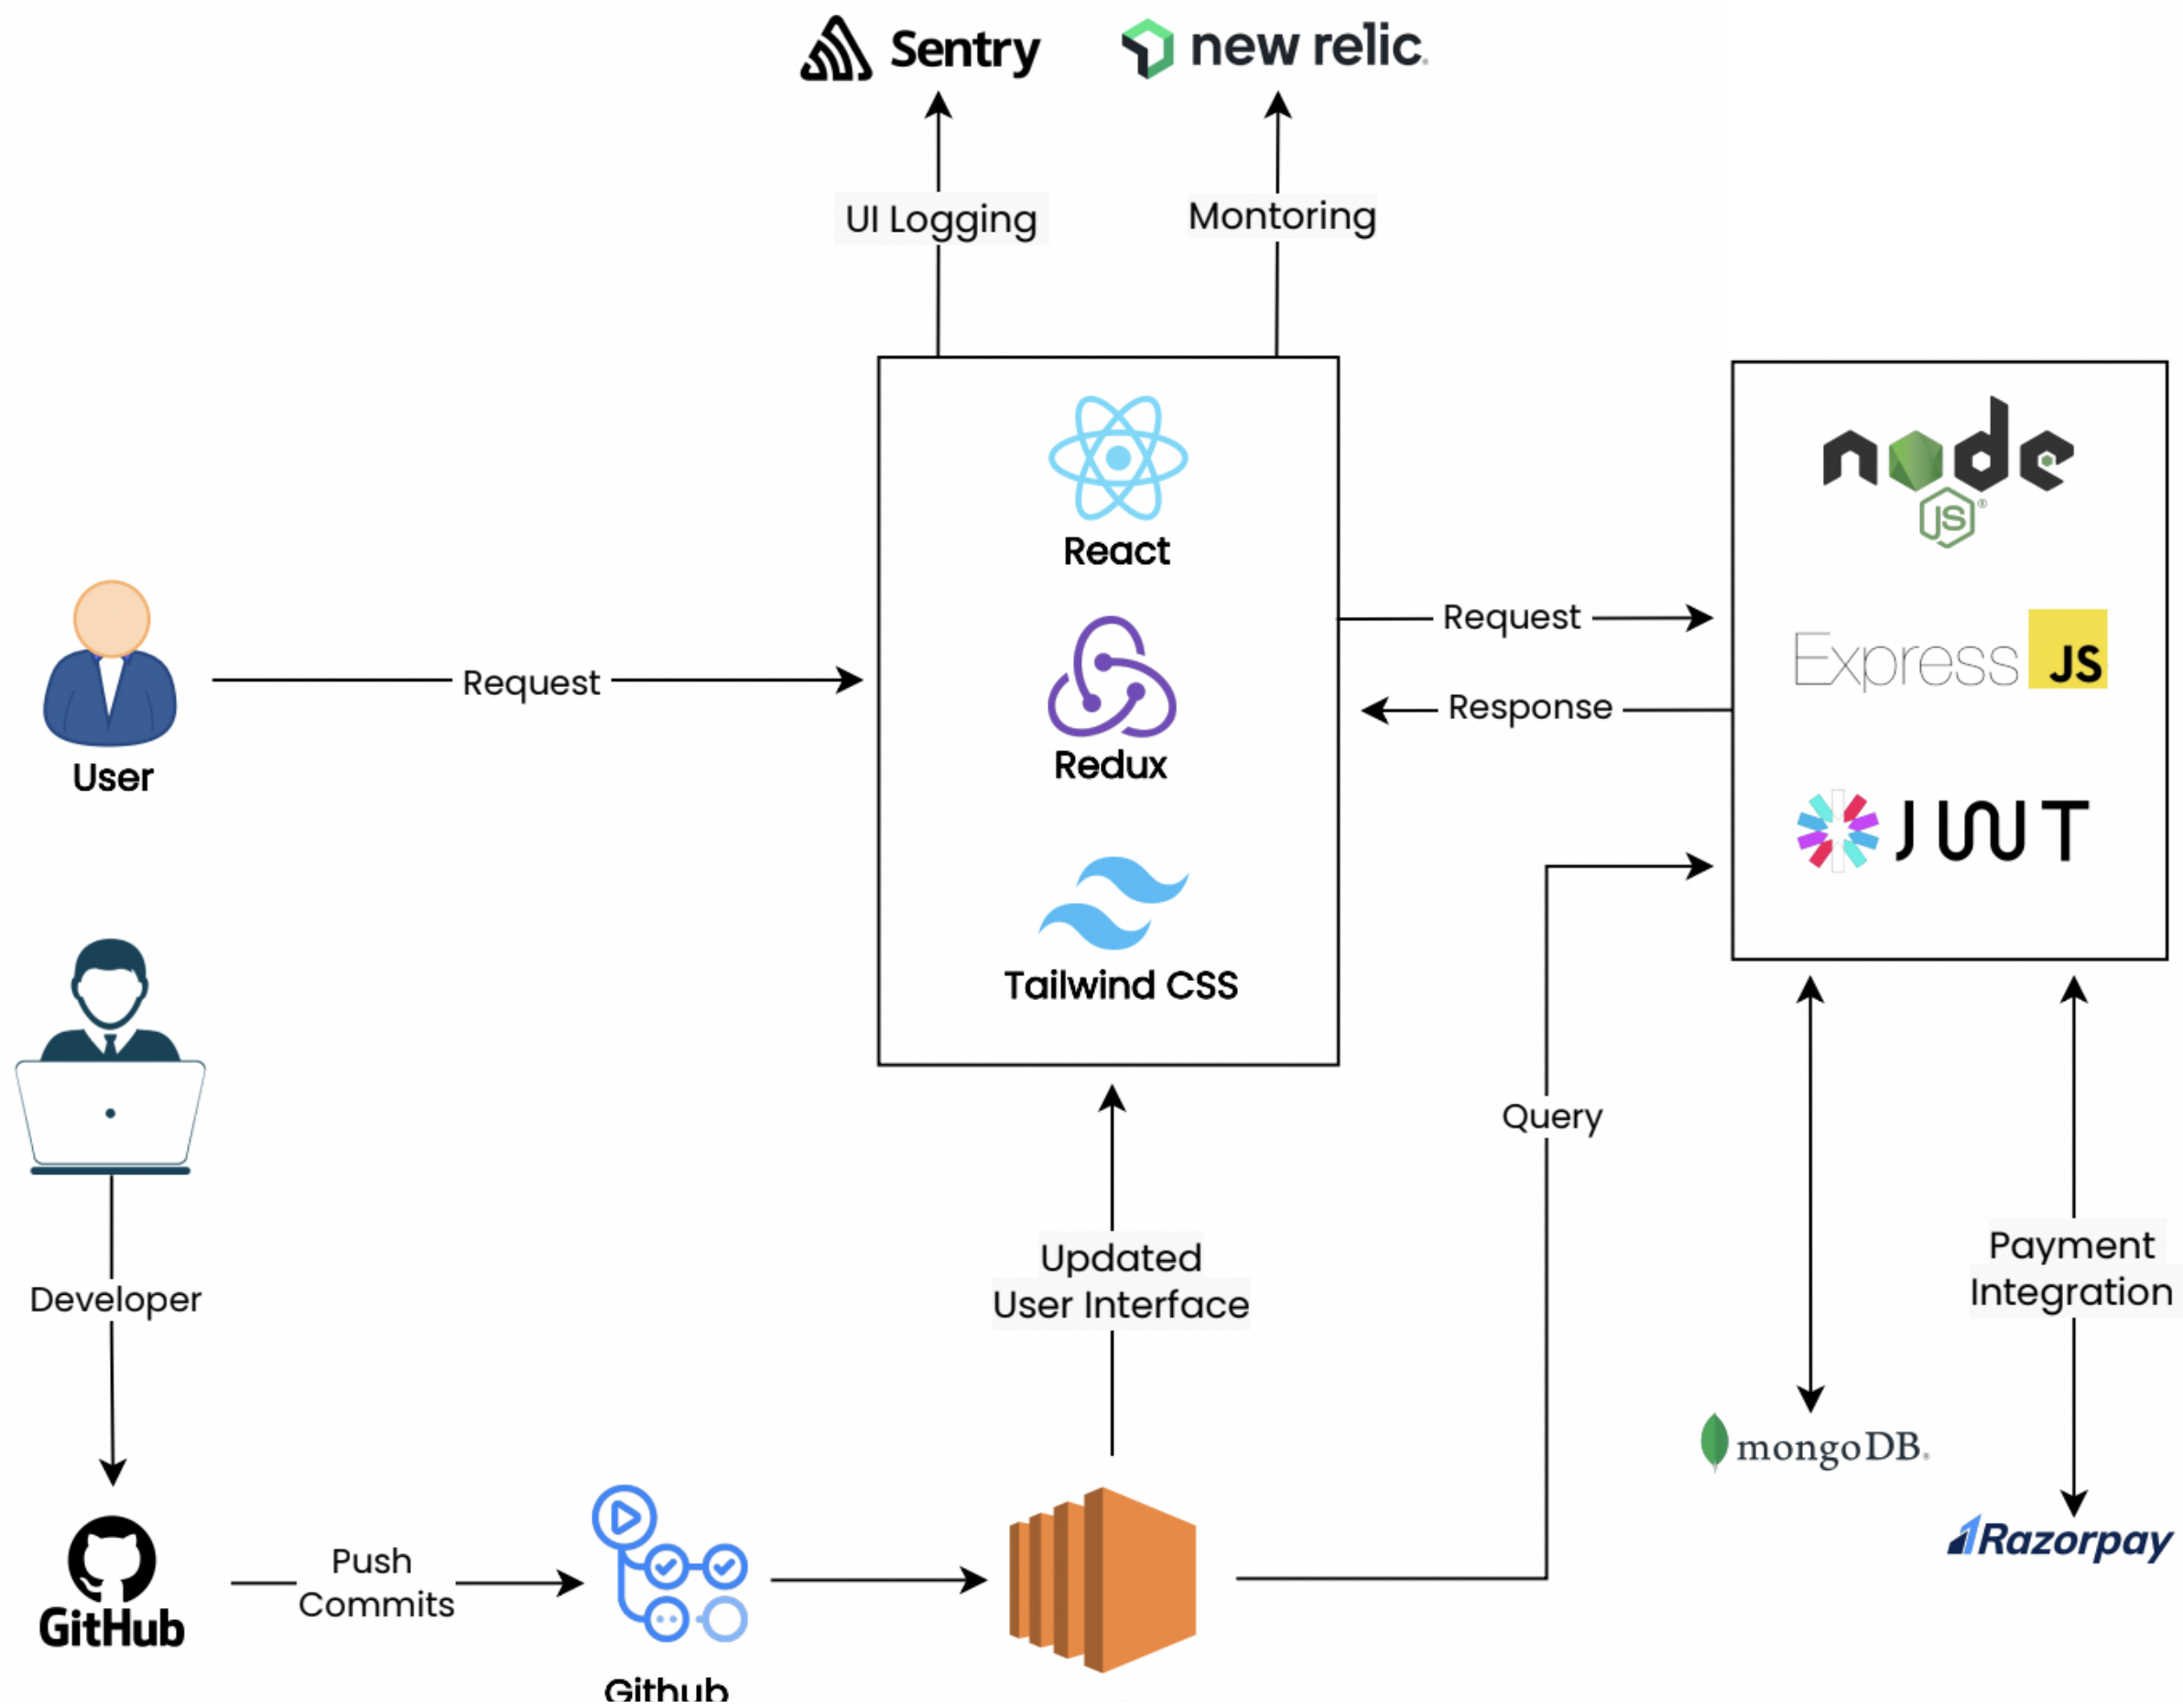 Sentry
new relic
UI Logging
Montoring
React
Redux
Tailwind CSS
node
JS
Express JS
JWT
Request
Response
User
Request
Developer
Query
Updated
User Interface
Payment
Integration
mongoDB
Razorpay
GitHub
Push
Commits
Github